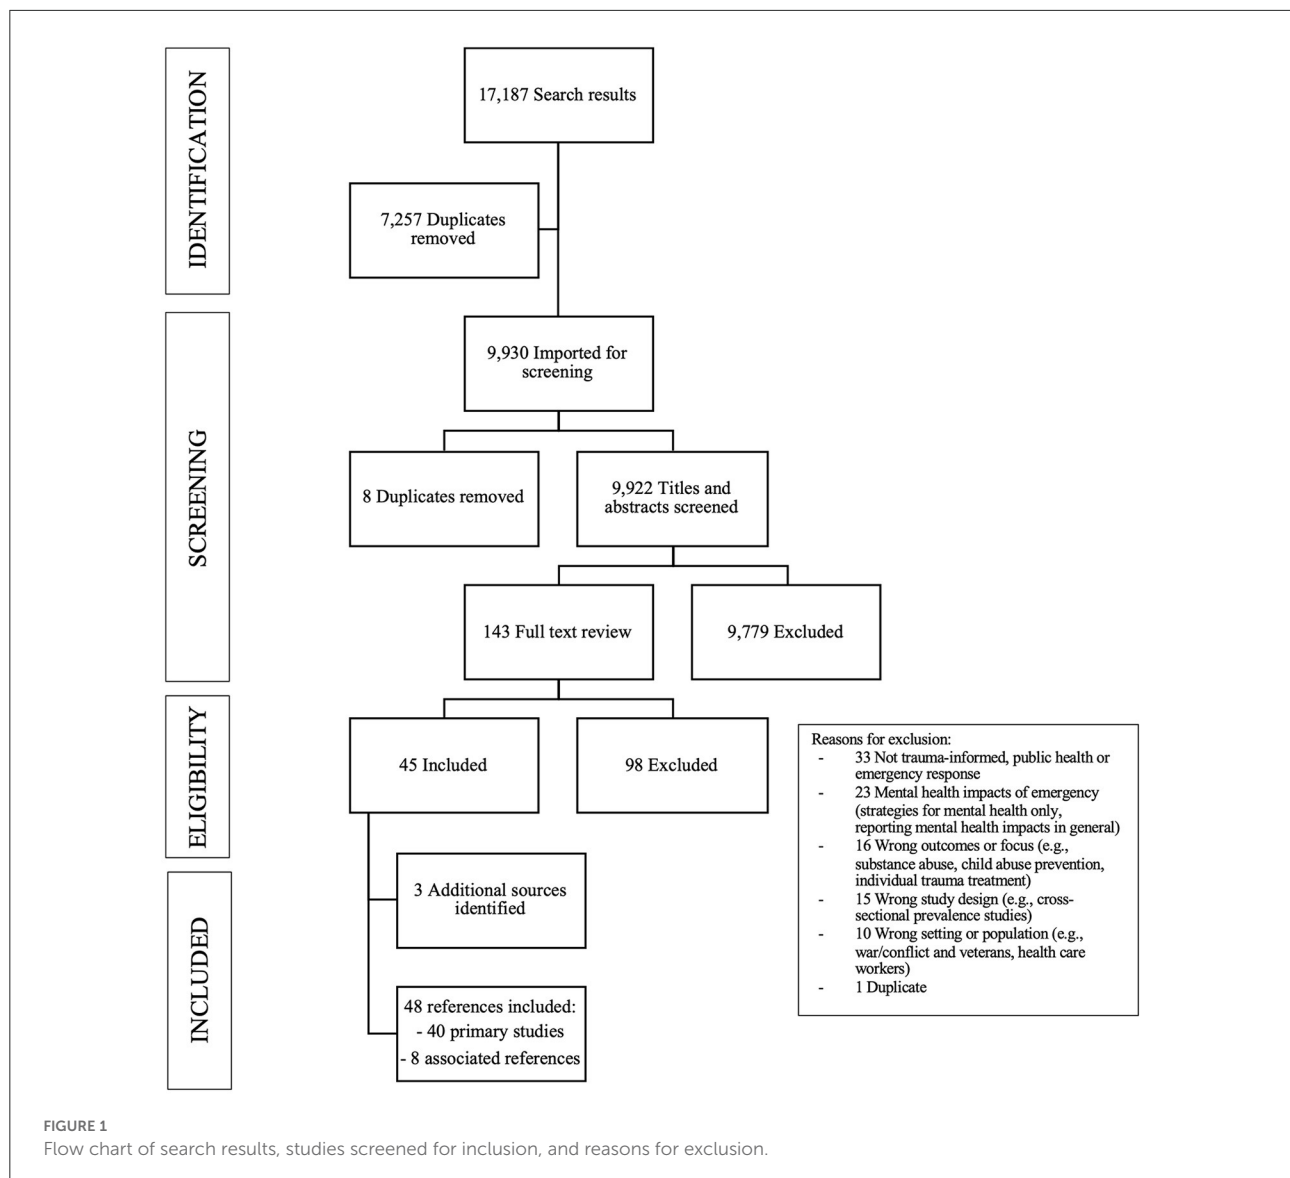 IDENTIFICATION
17,187 Search results
7,257 Duplicates
removed
SCREENING
9,930 Imported for
screening
8 Duplicates removed
9,922 Titles and
abstracts screened
143 Full text review
9,779 Excluded
ELIGIBILITY
45 Included
98 Excluded
Reasons for exclusion:
- 33 Not trauma-informed, public health or
emergency response
- 23 Mental health impacts of emergency
(strategies for mental health only,
reporting mental health impacts in general)
- 16 Wrong outcomes or focus (e.g.,
substance abuse, child abuse prevention,
individual trauma treatment)
- 15 Wrong study design (e.g., cross-
sectional prevalence studies)
- 10 Wrong setting or population (e.g.,
war/conflict and veterans, health care
workers)
- 1 Duplicate
INCLUDED
3 Additional sources
identified
48 references included:
- 40 primary studies
- 8 associated references
FIGURE 1
Flow chart of search results, studies screened for inclusion, and reasons for exclusion.